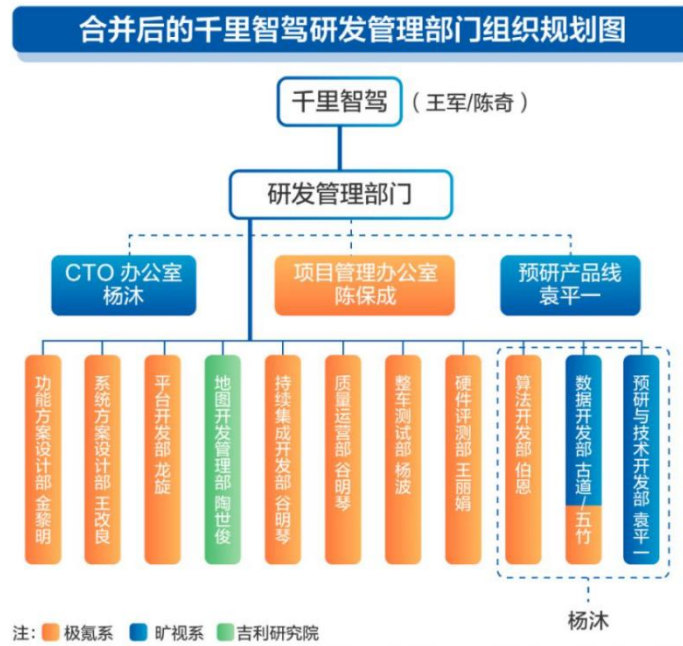 合并后的千里智驾研发管理部门组织规划图
千里智驾 (王军/陈奇)
研发管理部门
CTO 办公室
杨沐
项目管理办公室
陈保成
预研产品线
袁平一
功能方案设计部 金黎明
系统方案设计部 王改良
平台开发部 龙旋
地图开发管理部 陶世俊
持续集成开发部 谷明琴
质量运营部 谷明琴
整车测试部 杨波
硬件评测部 王丽娟
算法开发部 伯恩
数据开发部 古道/五竹
预研与技术开发部 袁平一
杨沐
注: 极氪系 旷视系 吉利研究院